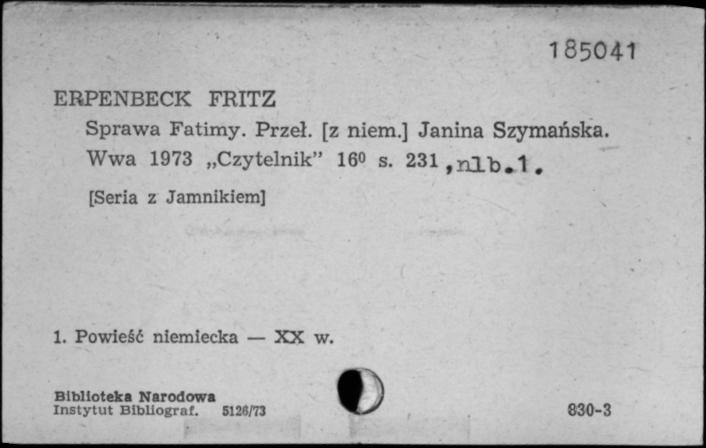 185041
ERPENBECK FRITZ
Sprawa Fatimy. Przeł. [z niem.] Janina Szymańska.
Wwa 1973 „Czytelnik” 16⁰ s. 231, nlb. 1.
[Seria z Jamnikiem]
1. Powieść niemiecka — XX w.
Biblioteka Narodowa
Instytut Bibliograf. 5126/73
830-3